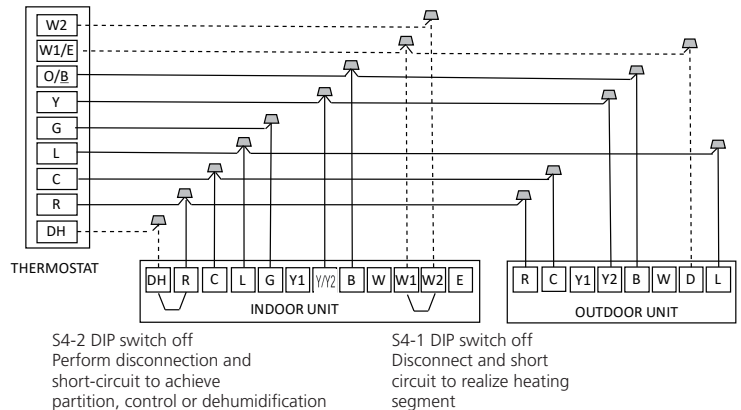 W2
W1/E
O/B
Y
G
L
C
R
DH
THERMOSTAT
DH R C L G Y1 Y/Y2 B W W1 W2 E
INDOOR UNIT
R C Y1 Y2 B W D L
OUTDOOR UNIT
S4-2 DIP switch off
Perform disconnection and
short-circuit to achieve
partition, control or dehumidification
S4-1 DIP switch off
Disconnect and short
circuit to realize heating
segment